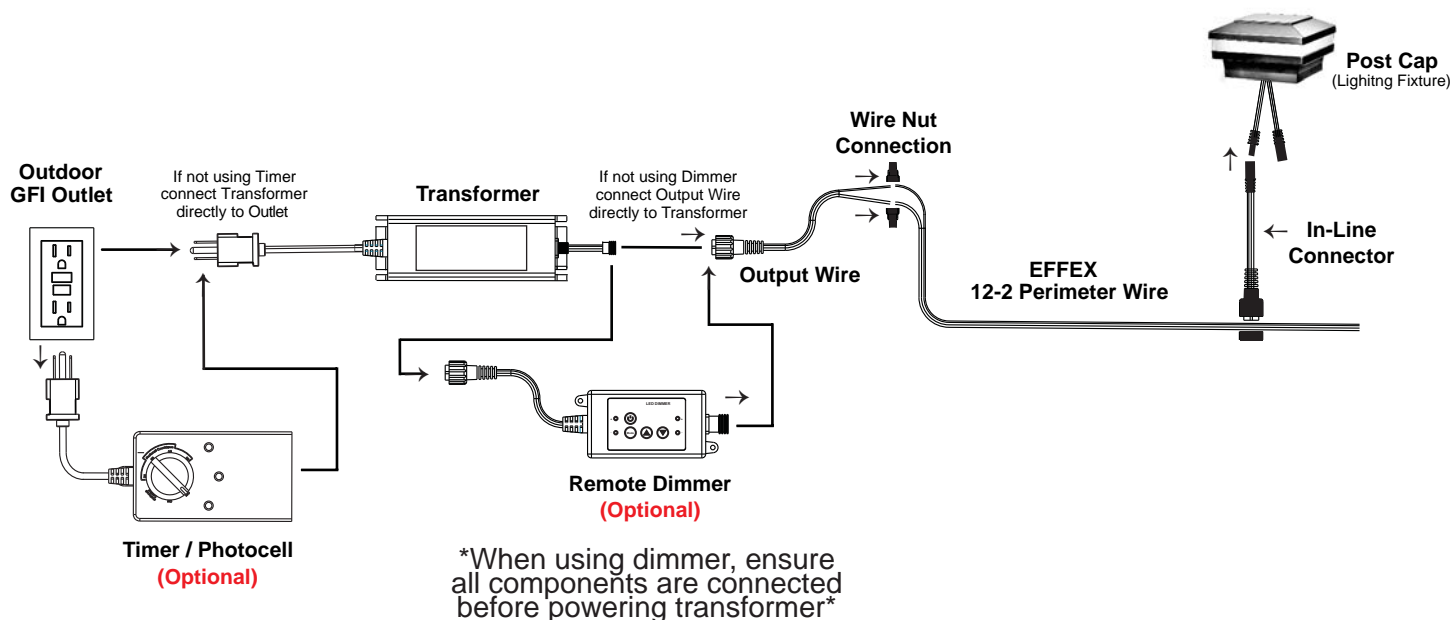 Post Cap
(Lighitng Fixture)
Wire Nut
Connection
Outdoor
GFI Outlet
If not using Timer
connect Transformer
directly to Outlet
Transformer
If not using Dimmer
connect Output Wire
directly to Transformer
Output Wire
EFFEX
12-2 Perimeter Wire
In-Line
Connector
LED DIMMER
Remote Dimmer
(Optional)
Timer / Photocell
(Optional)
*When using dimmer, ensure
all components are connected
before powering transformer*